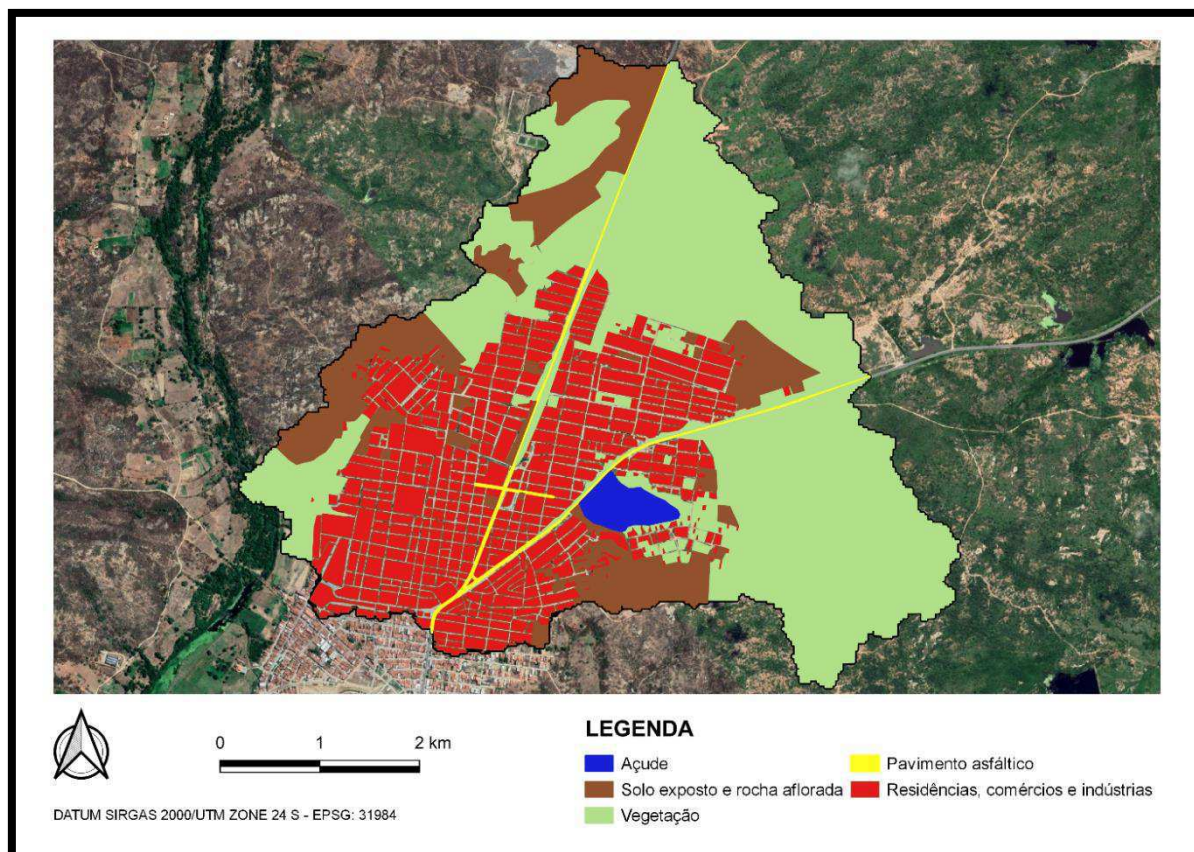 0 1 2 km
DATUM SIRGAS 2000/UTM ZONE 24 S - EPSG: 31984
LEGENDA
Açude
Solo exposto e rocha aflorada
Vegetação
Pavimento asfáltico
Residências, comércios e indústrias